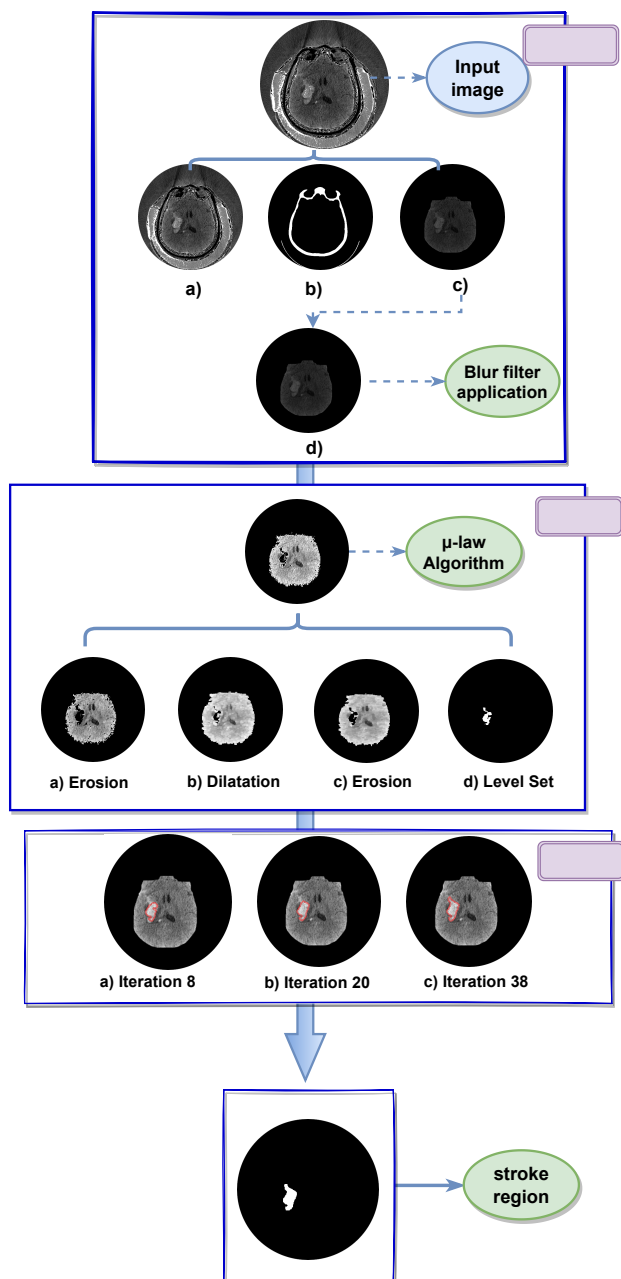 Input
image
a)
b)
c)
Blur filter
application
d)
µ-law
Algorithm
a) Erosion
b) Dilatation
c) Erosion
d) Level Set
a) Iteration 8
b) Iteration 20
c) Iteration 38
stroke
region